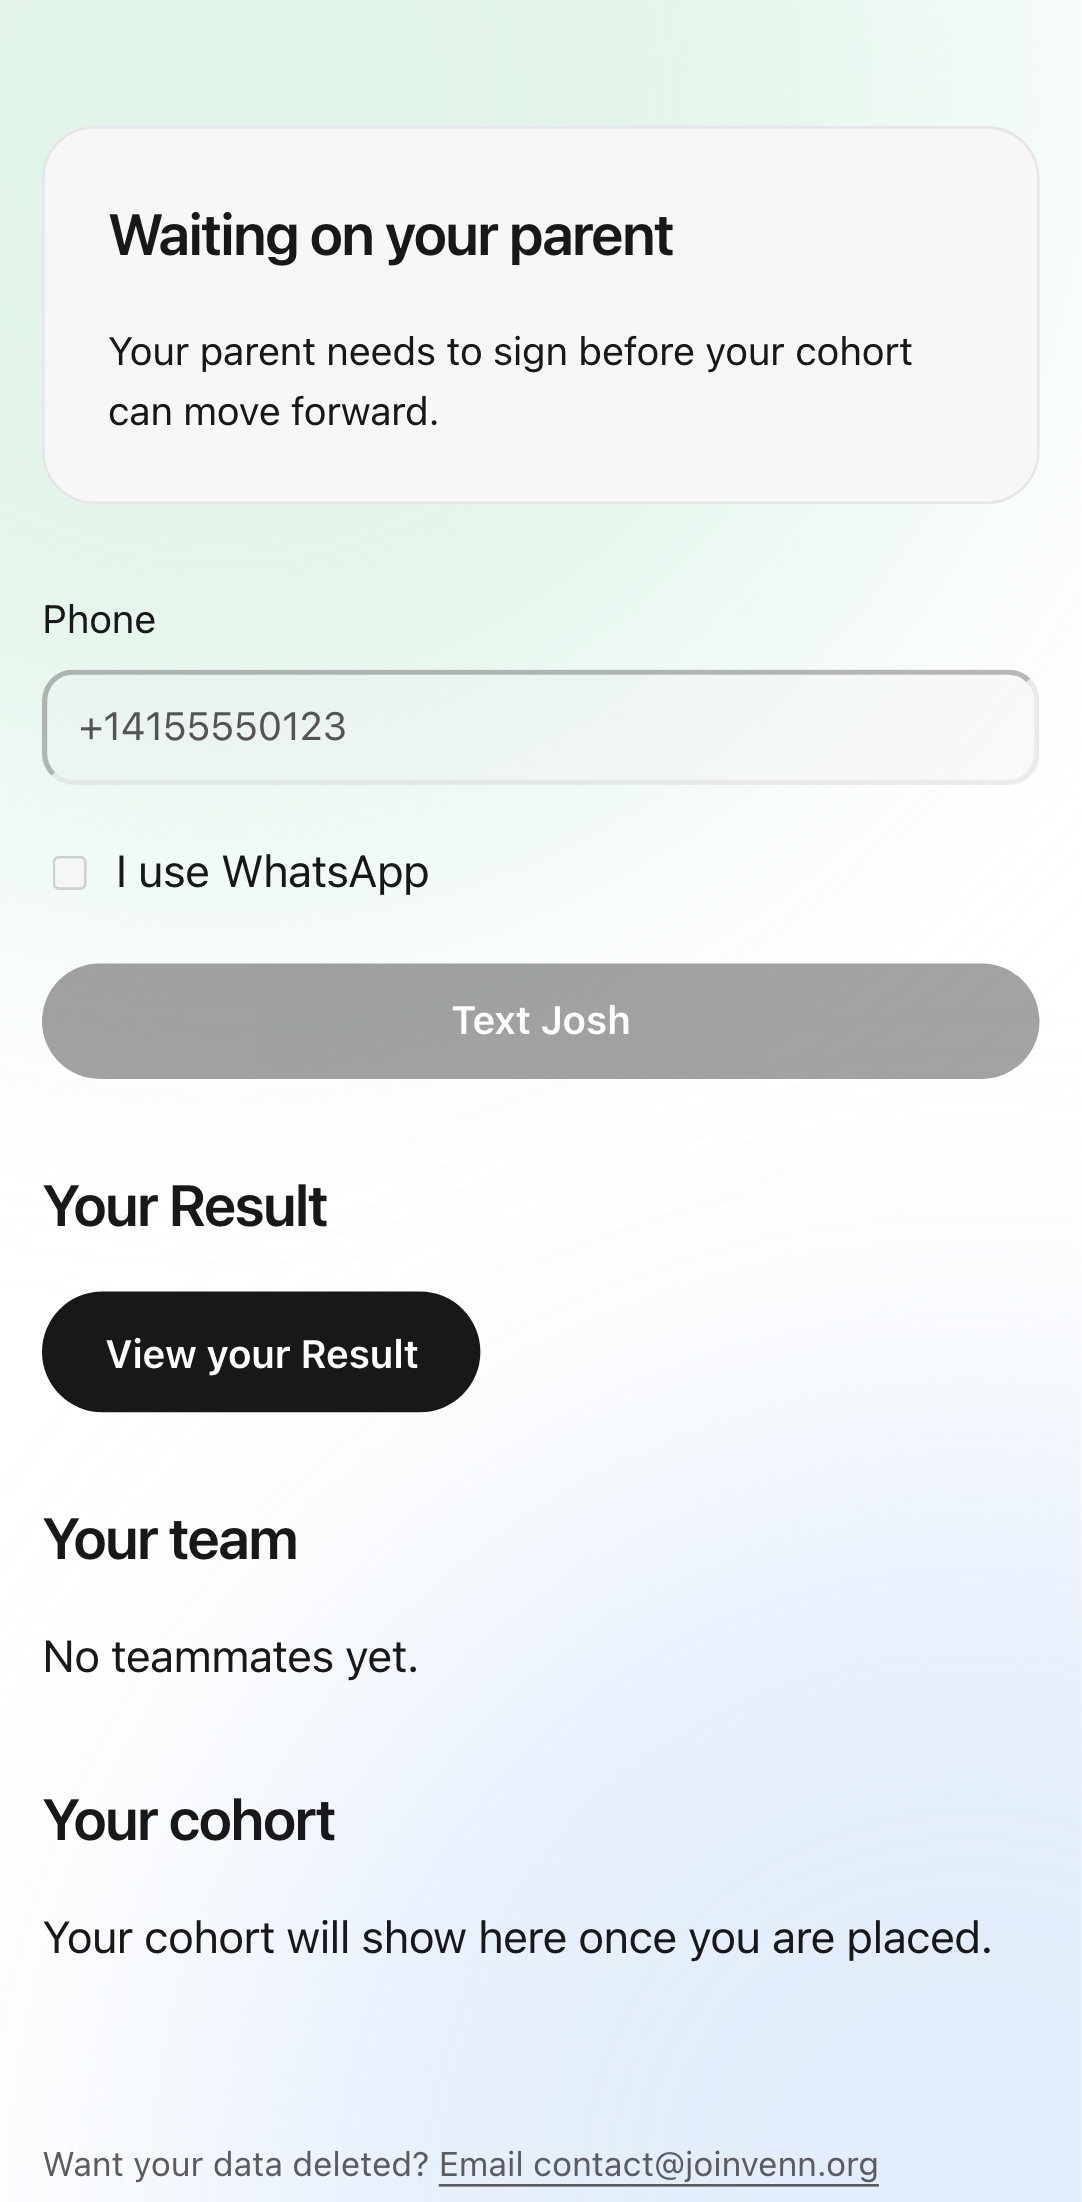 Waiting on your parent
Your parent needs to sign before your cohort
can move forward.
Phone
+14155550123
I use WhatsApp
Text Josh
Your Result
View your Result
Your team
No teammates yet.
Your cohort
Your cohort will show here once you are placed.
Want your data deleted? Email contact@joinvenn.org